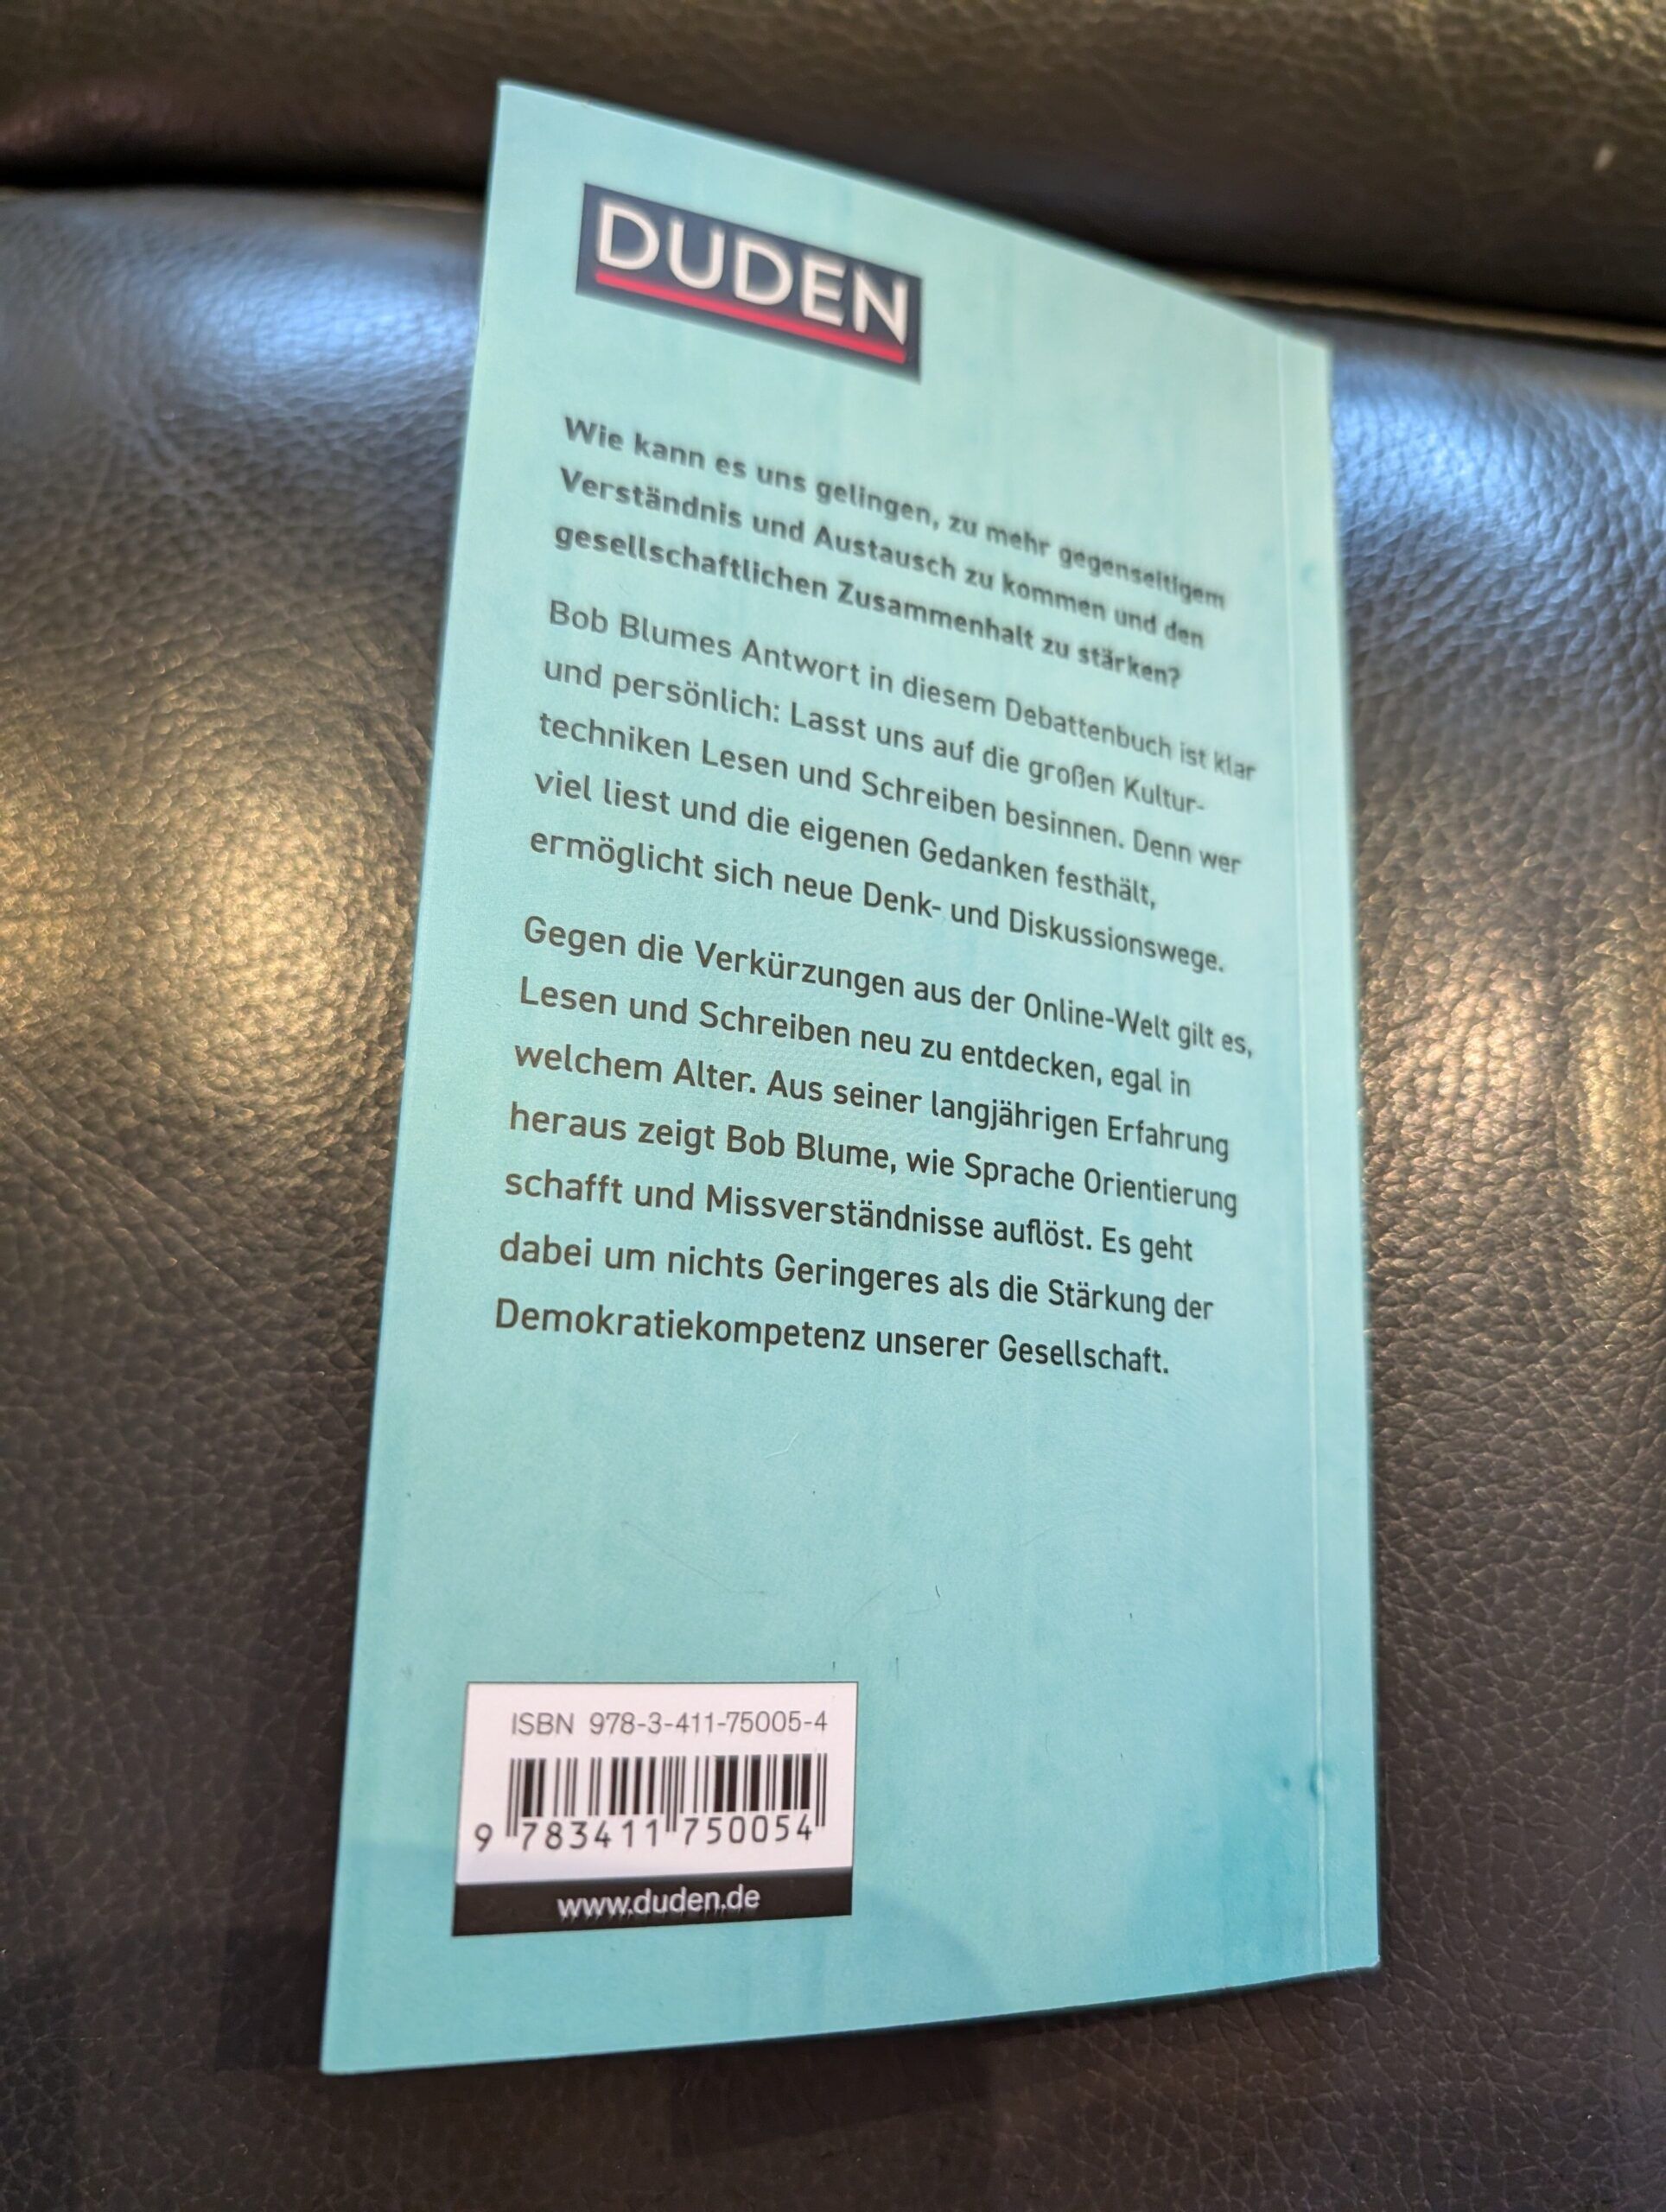 DUDEN
Wie kann es uns gelingen, zu mehr gegenseitigem
Verständnis und Austausch zu kommen und den
gesellschaftlichen Zusammenhalt zu stärken?
Bob Blumes Antwort in diesem Debattenbuch ist klar
und persönlich: Lasst uns auf die großen Kultur-
techniken Lesen und Schreiben besinnen. Denn wer
viel liest und die eigenen Gedanken festhält,
ermöglicht sich neue Denk- und Diskussionswege.
Gegen die Verkürzungen aus der Online-Welt gilt es,
Lesen und Schreiben neu zu entdecken, egal in
welchem Alter. Aus seiner langjährigen Erfahrung
heraus zeigt Bob Blume, wie Sprache Orientierung
schafft und Missverständnisse auflöst. Es geht
dabei um nichts Geringeres als die Stärkung der
Demokratiekompetenz unserer Gesellschaft.
ISBN 978-3-411-75005-4
9 783411 750054
www.duden.de